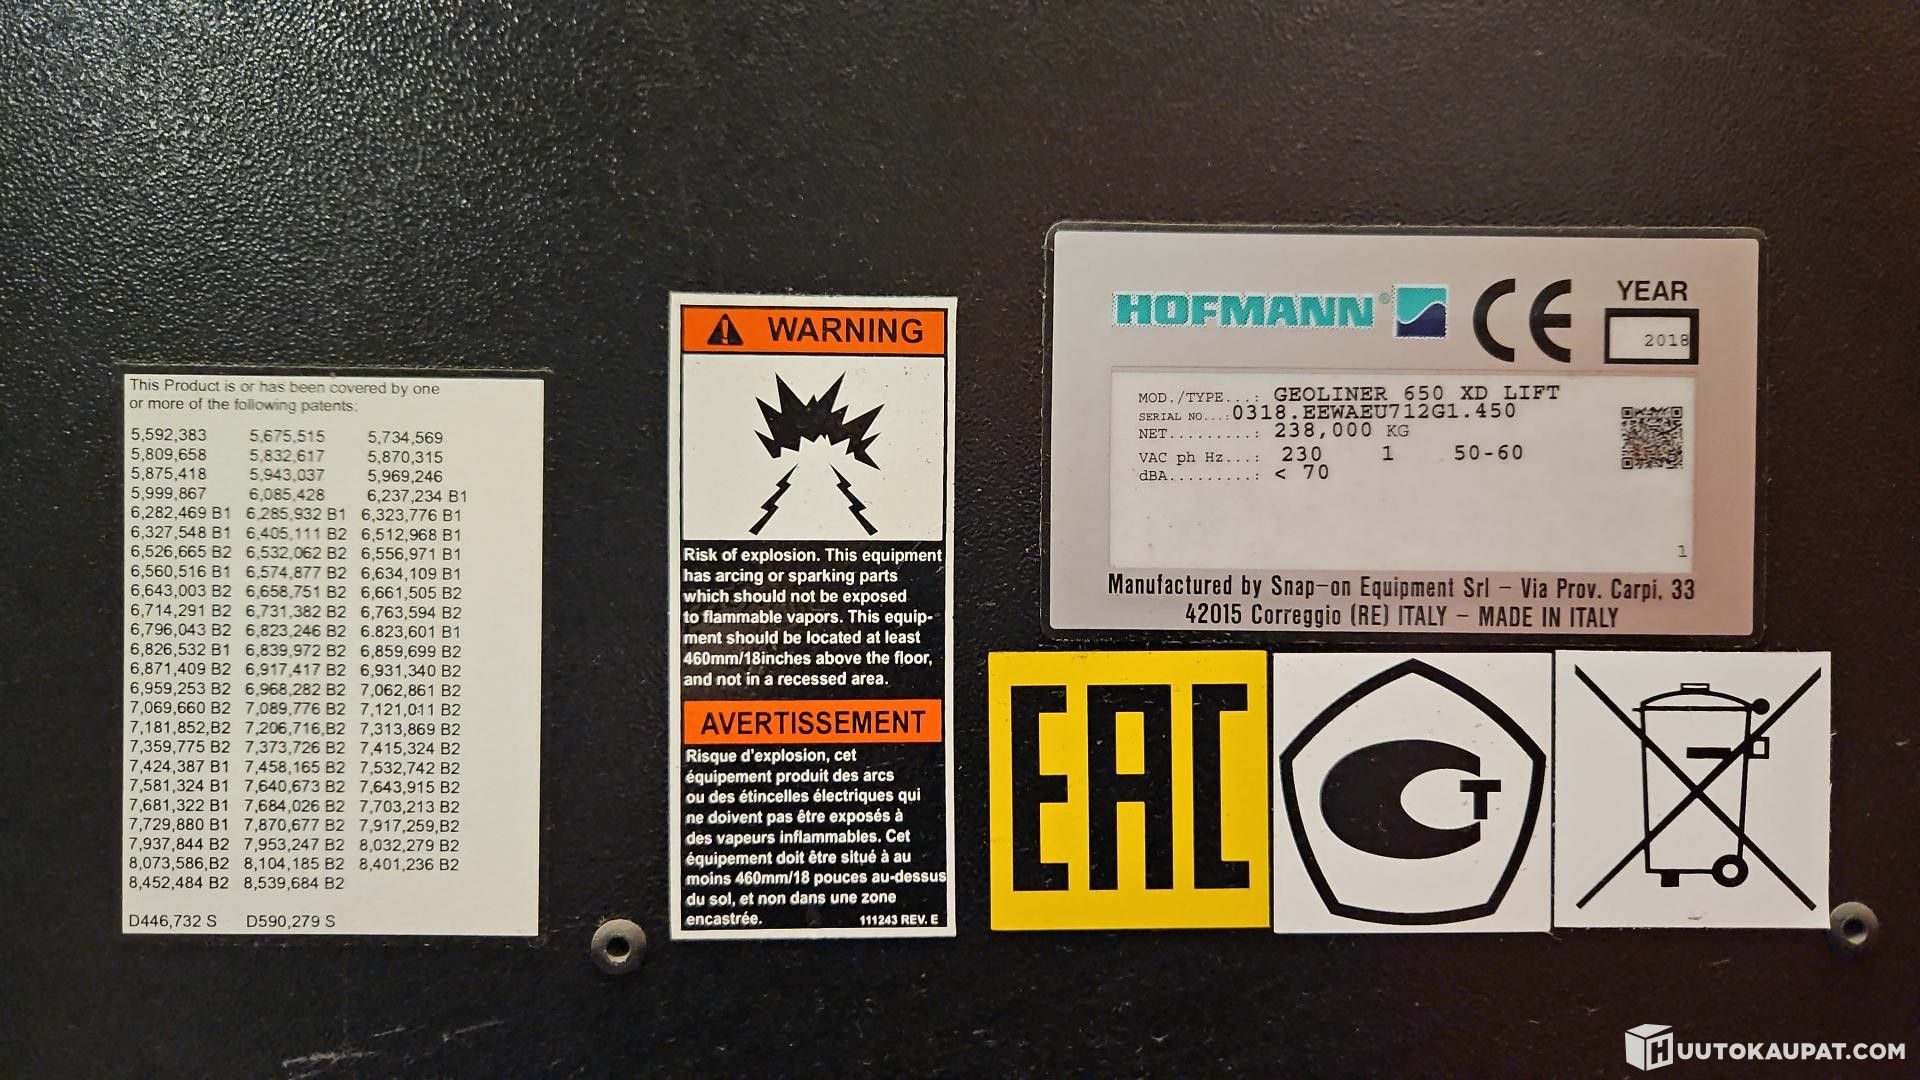 This Product is or has been covered by one
or more of the following patents:
5,592,383 5,675,515 5,734,569
5,809,658 5,832,617 5,870,315
5,875,418 5,943,037 5,969,246
5,999,867 6,085,428 6,237,234 B1
6,282,469 B1 6,285,932 B1 6,323,776 B1
6,327,548 B1 6,405,111 B2 6,512,968 B1
6,526,665 B2 6,532,062 B2 6,556,971 B1
6,560,516 B1 6,574,877 B2 6,634,109 B1
6,643,003 B2 6,658,751 B2 6,661,505 B2
6,714,291 B2 6,731,382 B2 6,763,594 B2
6,796,043 B2 6,823,246 B2 6.823,601 B1
6,826,532 B1 6,839,972 B2 6,859,699 B2
6,871,409 B2 6,917,417 B2 6,931,340 B2
6,959,253 B2 6,968,282 B2 7,062,861 B2
7,069,660 B2 7,089,776 B2 7,121,011 B2
7,181,852,B2 7,206,716,B2 7,313,869 B2
7,359,775 B2 7,373,726 B2 7,415,324 B2
7,424,387 B1 7,458,165 B2 7,532,742 B2
7,581,324 B1 7,640,673 B2 7,643,915 B2
7,681,322 B1 7,684,026 B2 7,703,213 B2
7,729,880 B1 7,870,677 B2 7,917,259,B2
7,937,844 B2 7,953,247 B2 8,032,279 B2
8,073,586,B2 8,104,185 B2 8,401,236 B2
8,452,484 B2 8,539,684 B2
D446,732 S D590,279 S
WARNING
Risk of explosion. This equipment
has arcing or sparking parts
which should not be exposed
to flammable vapors. This equip-
ment should be located at least
460mm/18inches above the floor,
and not in a recessed area.
AVERTISSEMENT
Risque d'explosion, cet
équipement produit des arcs
ou des étincelles électriques qui
ne doivent pas être exposés à
des vapeurs inflammables. Cet
équipement doit être situé à au
moins 460mm/18 pouces au-dessus
du sol, et non dans une zone
encastrée. 111243 REV. E
HOFMANN® CE YEAR
2018
MOD./TYPE...: GEOLINER 650 XD LIFT
SERIAL NO...:0318.EEWAEU712G1.450
NET.........: 238,000 KG
VAC ph Hz...: 230 1 50-60
dBA.........: < 70
1
Manufactured by Snap-on Equipment Srl - Via Prov. Carpi, 33
42015 Correggio (RE) ITALY - MADE IN ITALY
EAC
CT
HUUTOKAUPAT.COM